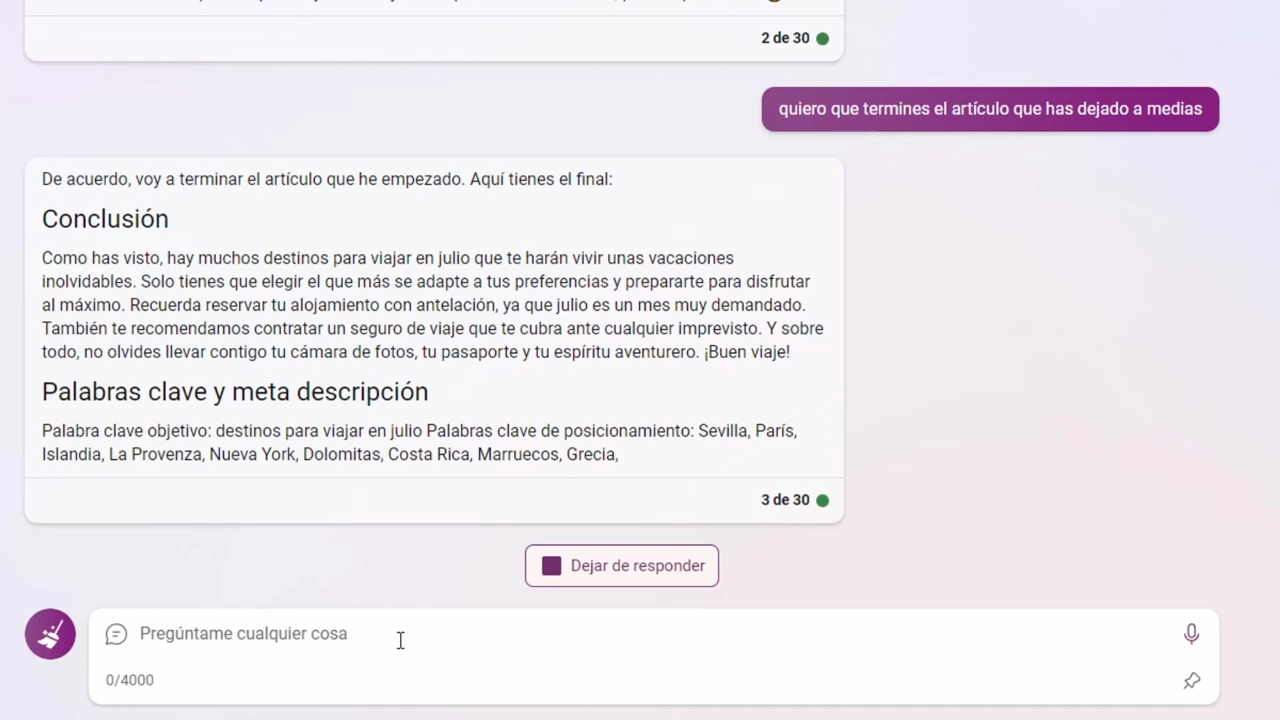 2 de 30
quiero que termines el artículo que has dejado a medias
De acuerdo, voy a terminar el artículo que he empezado. Aquí tienes el final:
Conclusión
Como has visto, hay muchos destinos para viajar en julio que te harán vivir unas vacaciones
inolvidables. Solo tienes que elegir el que más se adapte a tus preferencias y prepararte para disfrutar
al máximo. Recuerda reservar tu alojamiento con antelación, ya que julio es un mes muy demandado.
También te recomendamos contratar un seguro de viaje que te cubra ante cualquier imprevisto. Y sobre
todo, no olvides llevar contigo tu cámara de fotos, tu pasaporte y tu espíritu aventurero. ¡Buen viaje!
Palabras clave y meta descripción
Palabra clave objetivo: destinos para viajar en julio Palabras clave de posicionamiento: Sevilla, París,
Islandia, La Provenza, Nueva York, Dolomitas, Costa Rica, Marruecos, Grecia,
3 de 30
Dejar de responder
Pregúntame cualquier cosa
0/4000